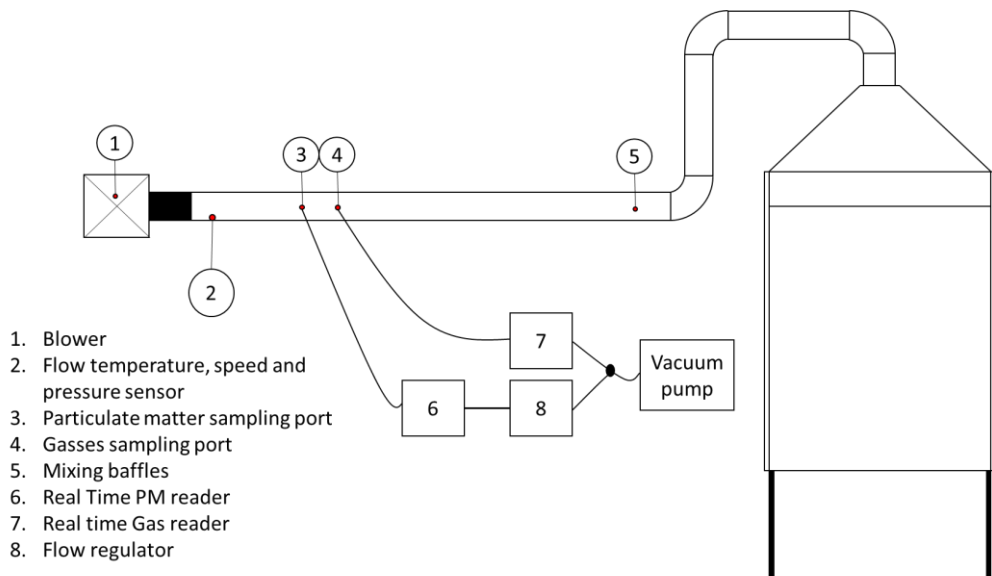 1
3
4
5
2
7
Vacuum
pump
6
8
1. Blower
2. Flow temperature, speed and
pressure sensor
3. Particulate matter sampling port
4. Gasses sampling port
5. Mixing baffles
6. Real Time PM reader
7. Real time Gas reader
8. Flow regulator